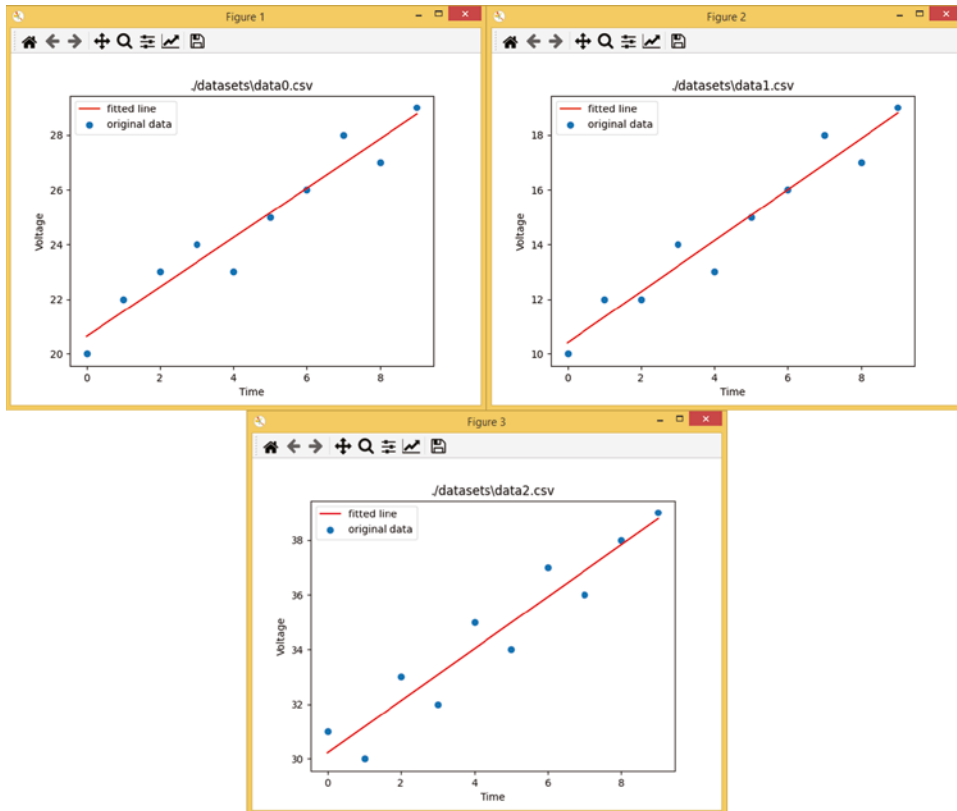 Figure 1
./datasets\data0.csv
fitted line
original data
28
26
24
22
20
Voltage
0
2
4
6
8
Time
Figure 2
./datasets\data1.csv
fitted line
original data
18
16
14
12
10
Voltage
0
2
4
6
8
Time
Figure 3
./datasets\data2.csv
fitted line
original data
38
36
34
32
30
Voltage
0
2
4
6
8
Time